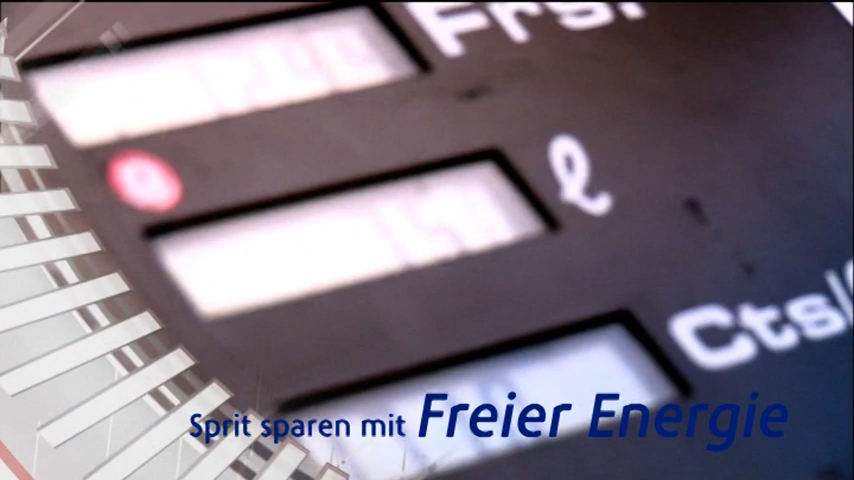 Frs.
ℓ
Cts/
Sprit sparen mit Freier Energie